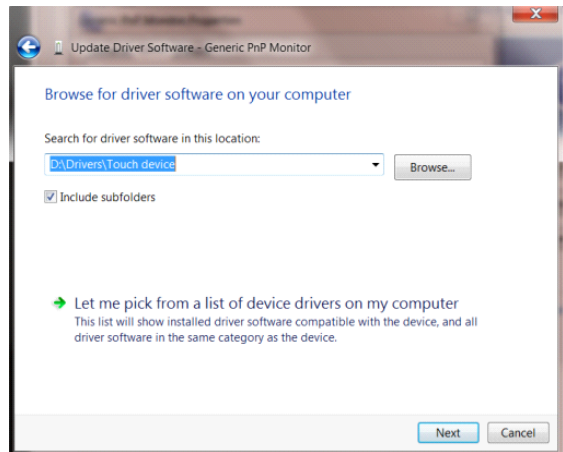 Update Driver Software - Generic PnP Monitor
Browse for driver software on your computer
Search for driver software in this location:
D:\Drivers\Touch device
Browse...
Include subfolders
Let me pick from a list of device drivers on my computer
This list will show installed driver software compatible with the device, and all
driver software in the same category as the device.
Next
Cancel